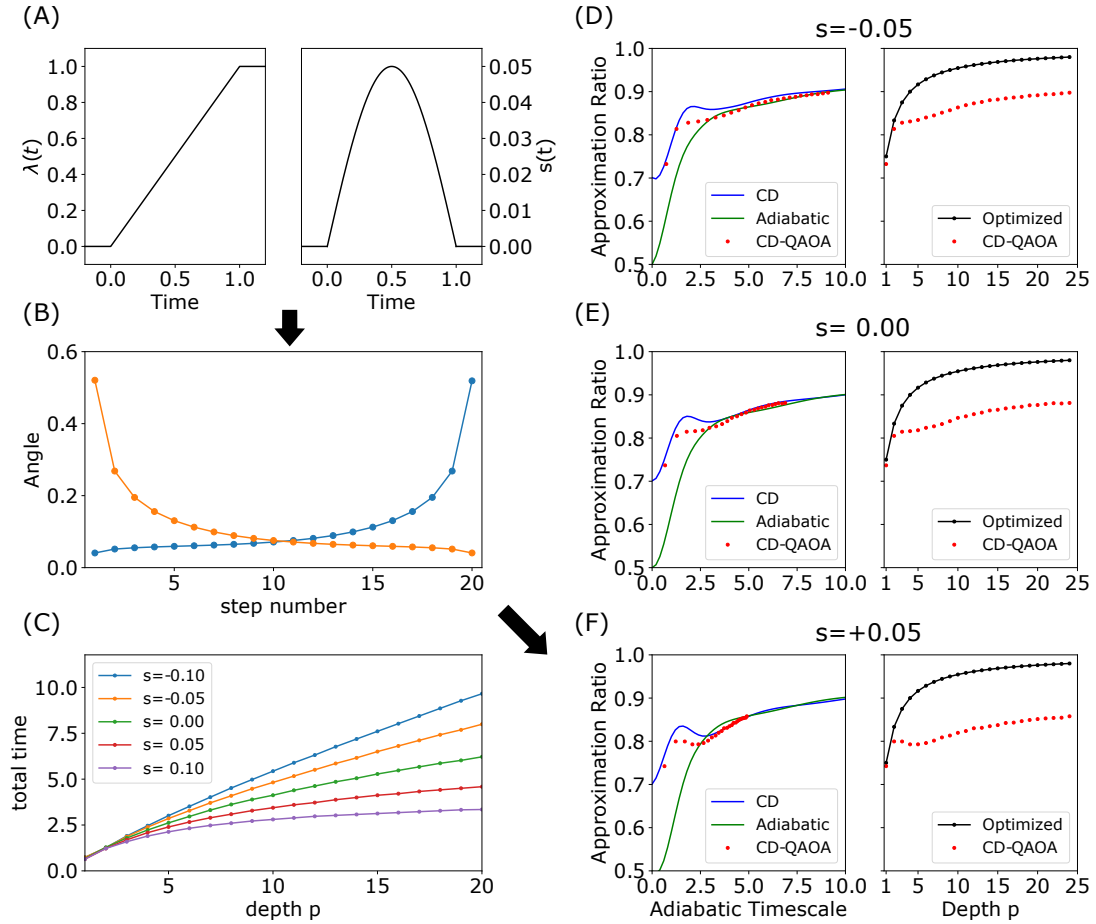 (A)
1.0
0.8
0.6
0.4
0.2
0.0
λ(t)
0.0 0.5 1.0
Time
0.05
0.04
0.03
0.02
0.01
0.00
s(t)
0.0 0.5 1.0
Time
(B)
0.6
0.4
0.2
0.0
Angle
5 10 15 20
step number
(C)
10.0
7.5
5.0
2.5
0.0
total time
s=-0.10
s=-0.05
s= 0.00
s= 0.05
s= 0.10
5 10 15 20
depth p
(D)
s=-0.05
1.0
0.9
0.8
0.7
0.6
0.5
Approximation Ratio
CD
Adiabatic
CD-QAOA
0.0 2.5 5.0 7.5 10.0
Optimized
CD-QAOA
1 5 10 15 20 25
(E)
s= 0.00
1.0
0.9
0.8
0.7
0.6
0.5
Approximation Ratio
CD
Adiabatic
CD-QAOA
0.0 2.5 5.0 7.5 10.0
Optimized
CD-QAOA
1 5 10 15 20 25
(F)
s=+0.05
1.0
0.9
0.8
0.7
0.6
0.5
Approximation Ratio
CD
Adiabatic
CD-QAOA
0.0 2.5 5.0 7.5 10.0
Adiabatic Timescale
Optimized
CD-QAOA
1 5 10 15 20 25
Depth p